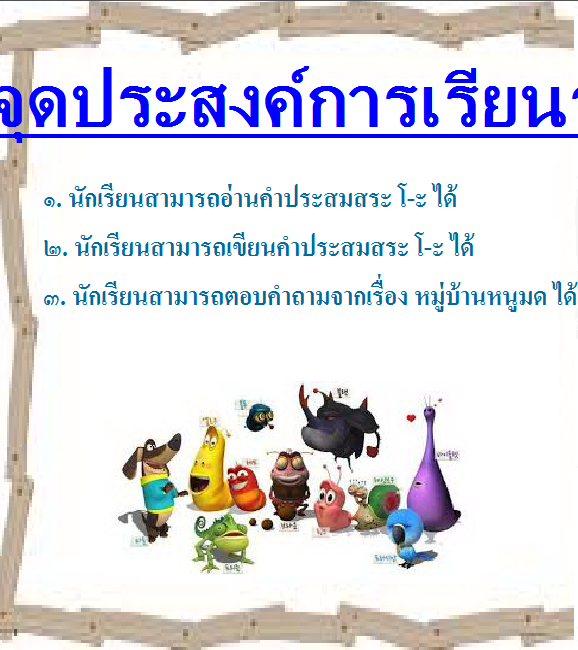 จุดประสงค์การเรียนร
๑. นักเรียนสามารถอ่านคำประสมสระ โ-ะ ได้
๒. นักเรียนสามารถเขียนคำประสมสระ โ-ะ ได้
๓. นักเรียนสามารถตอบคำถามจากเรื่อง หมู่บ้านหนูมด ได้